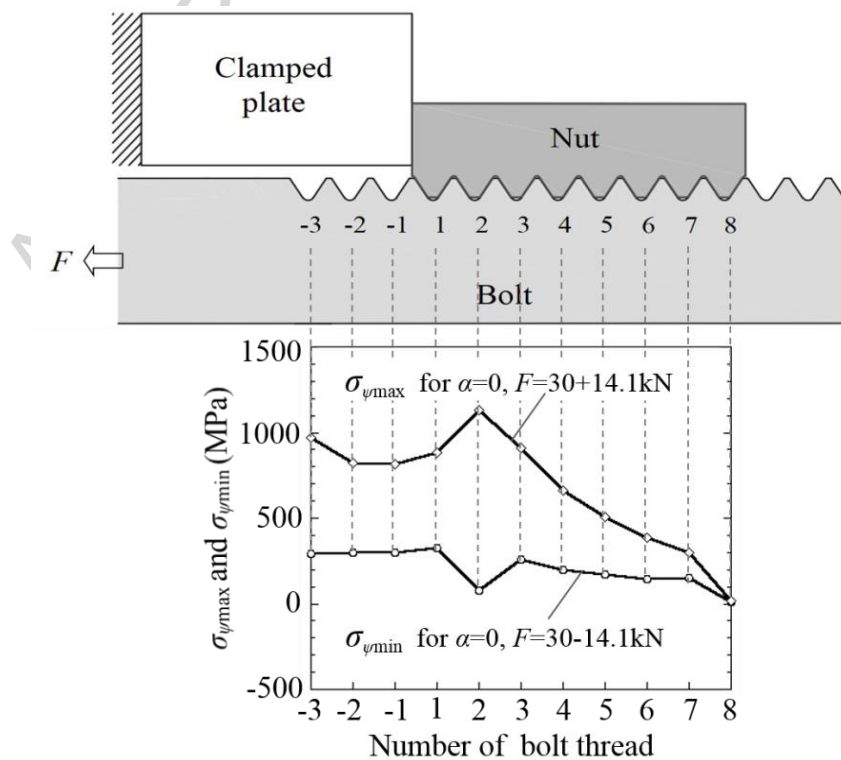 Clamped
plate
Nut
-3 -2 -1 1 2 3 4 5 6 7 8
F
Bolt
1500
1000
500
0
-500
σψmax and σψmin (MPa)
σψmax for α=0, F=30+14.1kN
σψmin for α=0, F=30-14.1kN
-3 -2 -1 1 2 3 4 5 6 7 8
Number of bolt thread